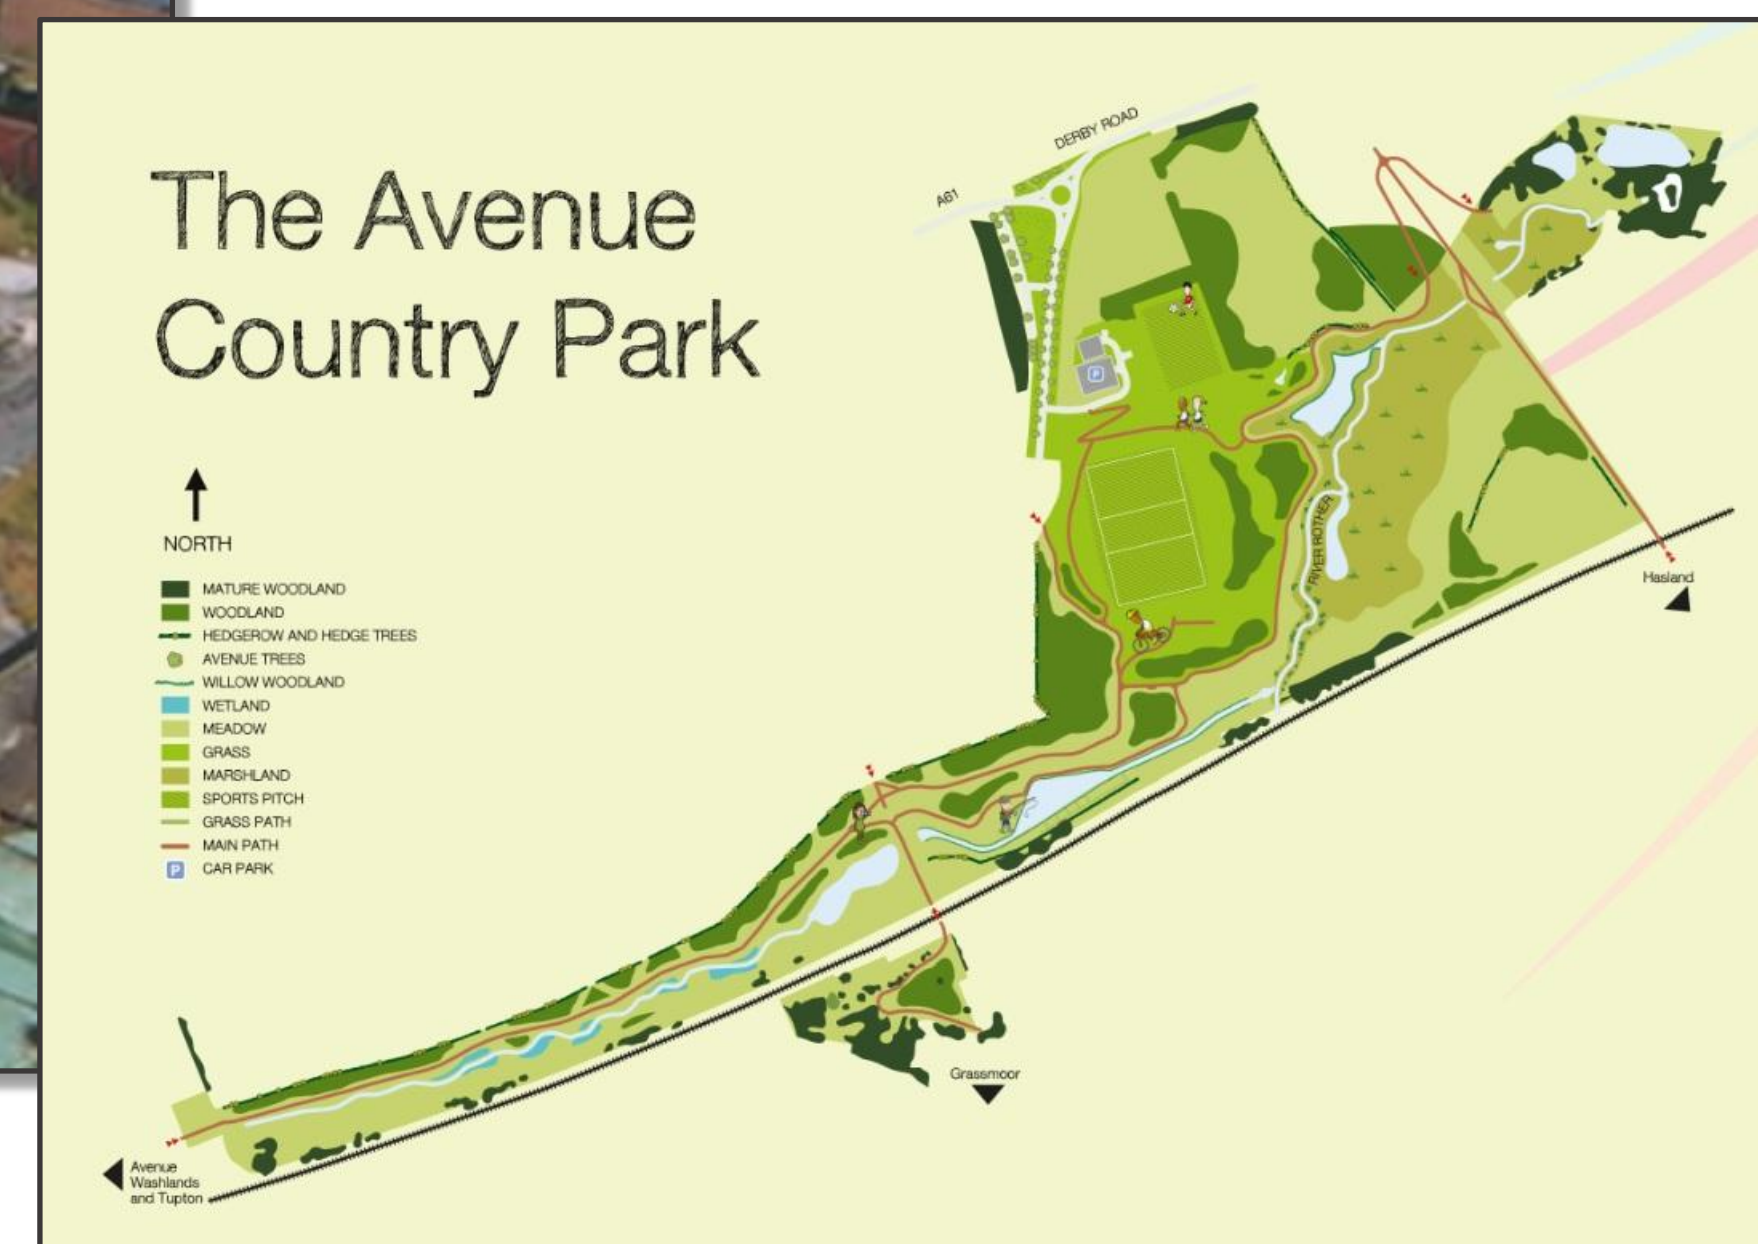 The Avenue
Country Park
NORTH
MATURE WOODLAND
WOODLAND
HEDGEROW AND HEDGE TREES
AVENUE TREES
WILLOW WOODLAND
WETLAND
MEADOW
GRASS
MARSHLAND
SPORTS PITCH
GRASS PATH
MAIN PATH
P CAR PARK
DERBY ROAD
A61
P
RIVER ROTHER
Hasland
Grassmoor
Avenue
Washlands
and Tupton